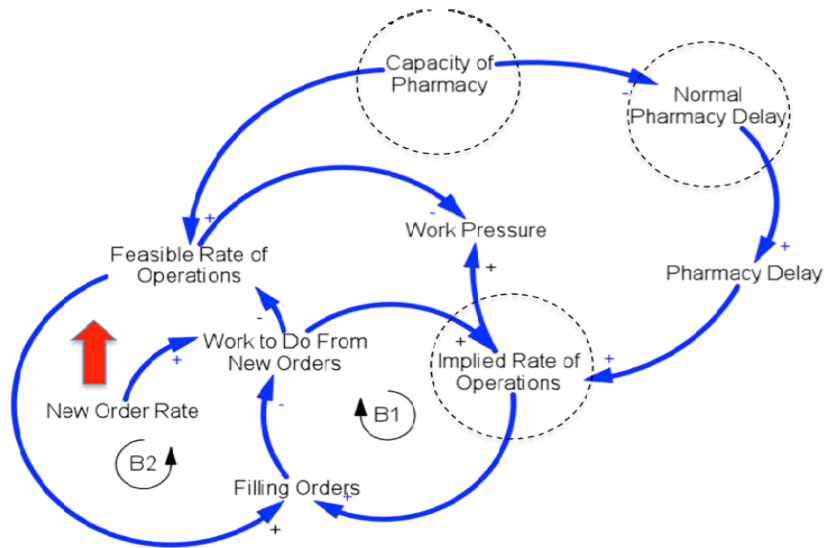 Capacity of
Pharmacy
-
Normal
Pharmacy Delay
+
-
Work Pressure
Feasible Rate of
Operations
+
+
Pharmacy Delay
-
Work to Do From
New Orders
+
+
Implied Rate of
Operations
+
New Order Rate
-
B1
B2
Filling Orders
+
+